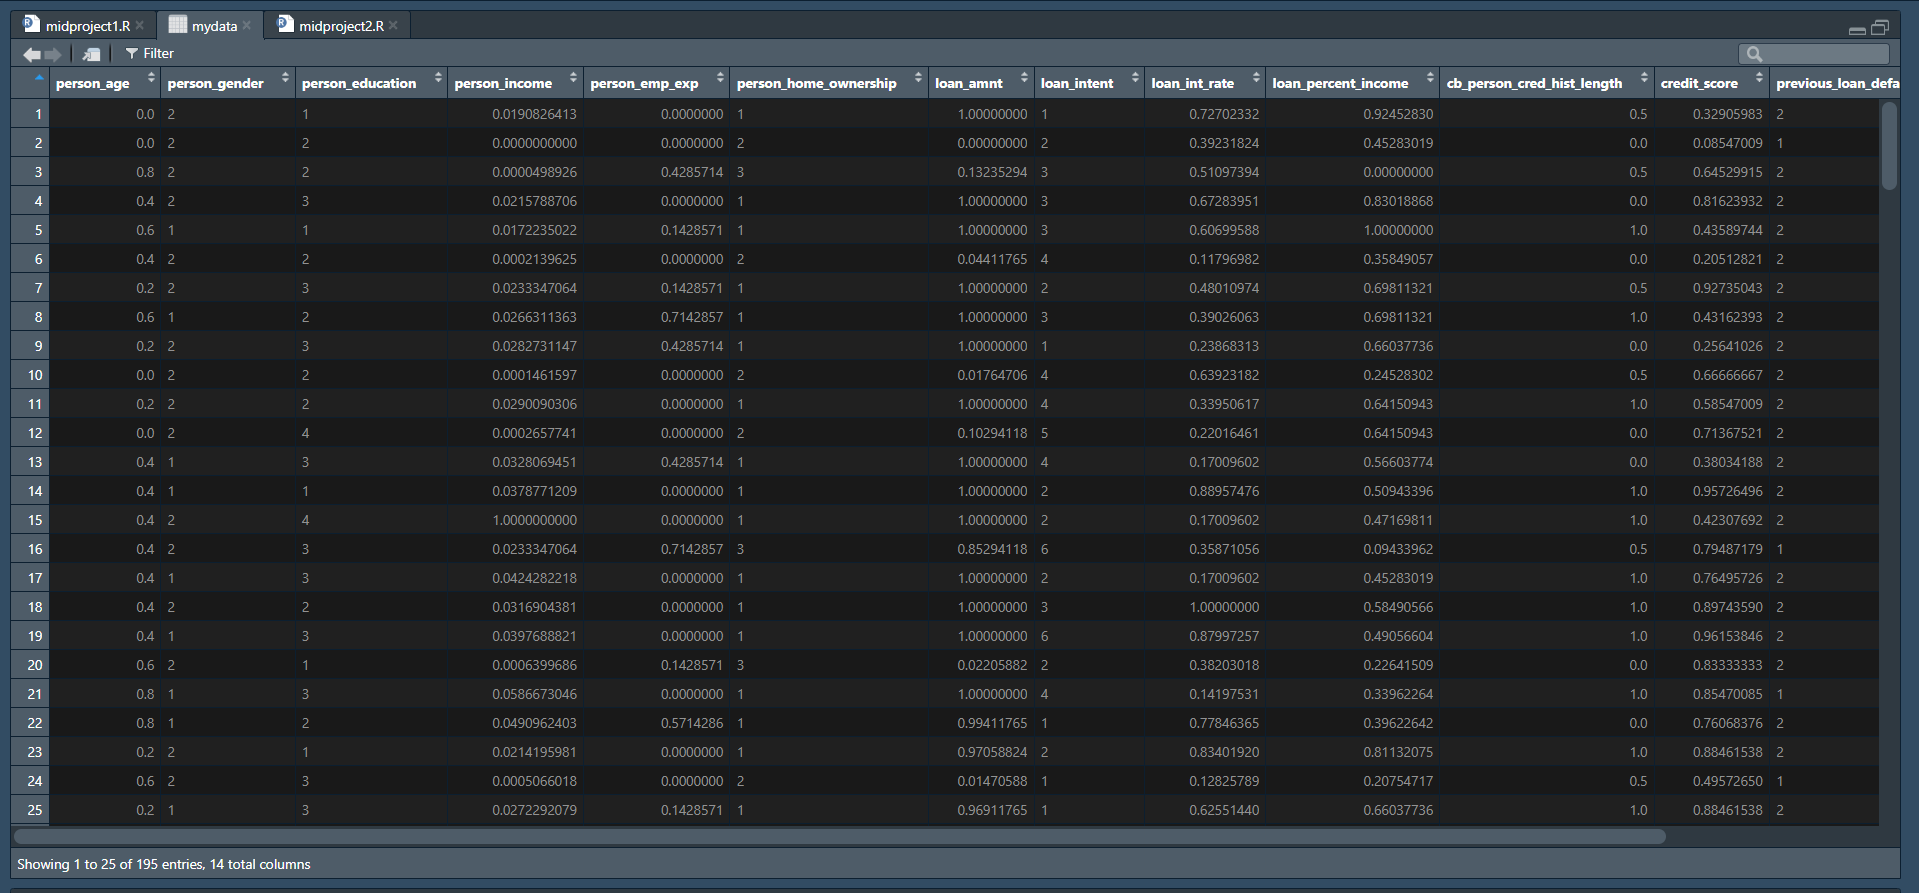 midproject1.R mydata midproject2.R
Filter
person_age person_gender person_education person_income person_emp_exp person_home_ownership loan_amnt loan_intent loan_int_rate loan_percent_income cb_person_cred_hist_length credit_score previous_loan_defa
1 0.0 2 1 0.0190826413 0.0000000 1 1.00000000 1 0.72702332 0.92452830 0.5 0.32905983 2
2 0.0 2 2 0.0000000000 0.0000000 2 0.00000000 2 0.39231824 0.45283019 0.0 0.08547009 1
3 0.8 2 2 0.0000498926 0.4285714 3 0.13235294 3 0.51097394 0.00000000 0.5 0.64529915 2
4 0.4 2 3 0.0215788706 0.0000000 1 1.00000000 3 0.67283951 0.83018868 0.0 0.81623932 2
5 0.6 1 1 0.0172235022 0.1428571 1 1.00000000 3 0.60699588 1.00000000 1.0 0.43589744 2
6 0.4 2 2 0.0002139625 0.0000000 2 0.04411765 4 0.11796982 0.35849057 0.0 0.20512821 2
7 0.2 2 3 0.0233347064 0.1428571 1 1.00000000 2 0.48010974 0.69811321 0.5 0.92735043 2
8 0.6 1 2 0.0266311363 0.7142857 1 1.00000000 3 0.39026063 0.69811321 1.0 0.43162393 2
9 0.2 2 3 0.0282731147 0.4285714 1 1.00000000 1 0.23868313 0.66037736 0.0 0.25641026 2
10 0.0 2 2 0.0001461597 0.0000000 2 0.01764706 4 0.63923182 0.24528302 0.5 0.66666667 2
11 0.2 2 2 0.0290090306 0.0000000 1 1.00000000 4 0.33950617 0.64150943 1.0 0.58547009 2
12 0.0 2 4 0.0002657741 0.0000000 2 0.10294118 5 0.22016461 0.64150943 0.0 0.71367521 2
13 0.4 1 3 0.0328069451 0.4285714 1 1.00000000 4 0.17009602 0.56603774 0.0 0.38034188 2
14 0.4 1 1 0.0378771209 0.0000000 1 1.00000000 2 0.88957476 0.50943396 1.0 0.95726496 2
15 0.4 2 4 1.0000000000 0.0000000 1 1.00000000 2 0.17009602 0.47169811 1.0 0.42307692 2
16 0.4 2 3 0.0233347064 0.7142857 3 0.85294118 6 0.35871056 0.09433962 0.5 0.79487179 1
17 0.4 1 3 0.0424282218 0.0000000 1 1.00000000 2 0.17009602 0.45283019 1.0 0.76495726 2
18 0.4 2 2 0.0316904381 0.0000000 1 1.00000000 3 1.00000000 0.58490566 1.0 0.89743590 2
19 0.4 1 3 0.0397688821 0.0000000 1 1.00000000 6 0.87997257 0.49056604 1.0 0.96153846 2
20 0.6 2 1 0.0006399686 0.1428571 3 0.02205882 2 0.38203018 0.22641509 0.0 0.83333333 2
21 0.8 1 3 0.0586673046 0.0000000 1 1.00000000 4 0.14197531 0.33962264 1.0 0.85470085 1
22 0.8 1 2 0.0490962403 0.5714286 1 0.99411765 1 0.77846365 0.39622642 0.0 0.76068376 2
23 0.2 2 1 0.0214195981 0.0000000 1 0.97058824 2 0.83401920 0.81132075 1.0 0.88461538 2
24 0.6 2 3 0.0005066018 0.0000000 2 0.01470588 1 0.12825789 0.20754717 0.5 0.49572650 1
25 0.2 1 3 0.0272292079 0.1428571 1 0.96911765 1 0.62551440 0.66037736 1.0 0.88461538 2
Showing 1 to 25 of 195 entries, 14 total columns